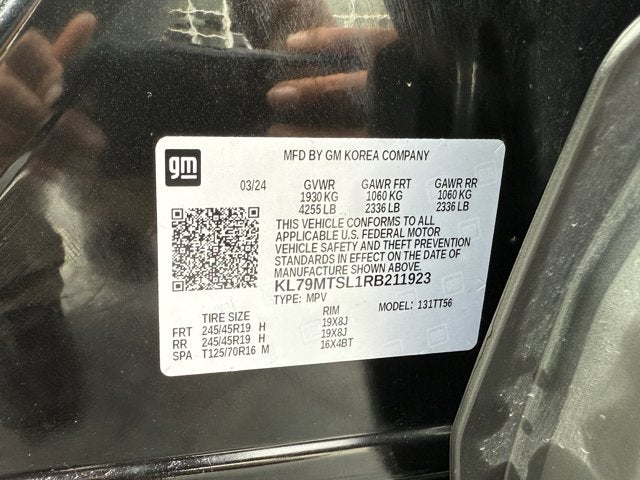 gm
MFD BY GM KOREA COMPANY
03/24 GVWR GAWR FRT GAWR RR
1930 KG 1060 KG 1060 KG
4255 LB 2336 LB 2336 LB
THIS VEHICLE CONFORMS TO ALL
APPLICABLE U.S. FEDERAL MOTOR
VEHICLE SAFETY AND THEFT PREVENTION
STANDARDS IN EFFECT ON THE DATE OF
MANUFACTURE SHOWN ABOVE.
KL79MTSL1RB211923
TYPE: MPV MODEL: 131TT56
TIRE SIZE RIM
FRT 245/45R19 H 19X8J
RR 245/45R19 H 19X8J
SPA T125/70R16 M 16X4BT